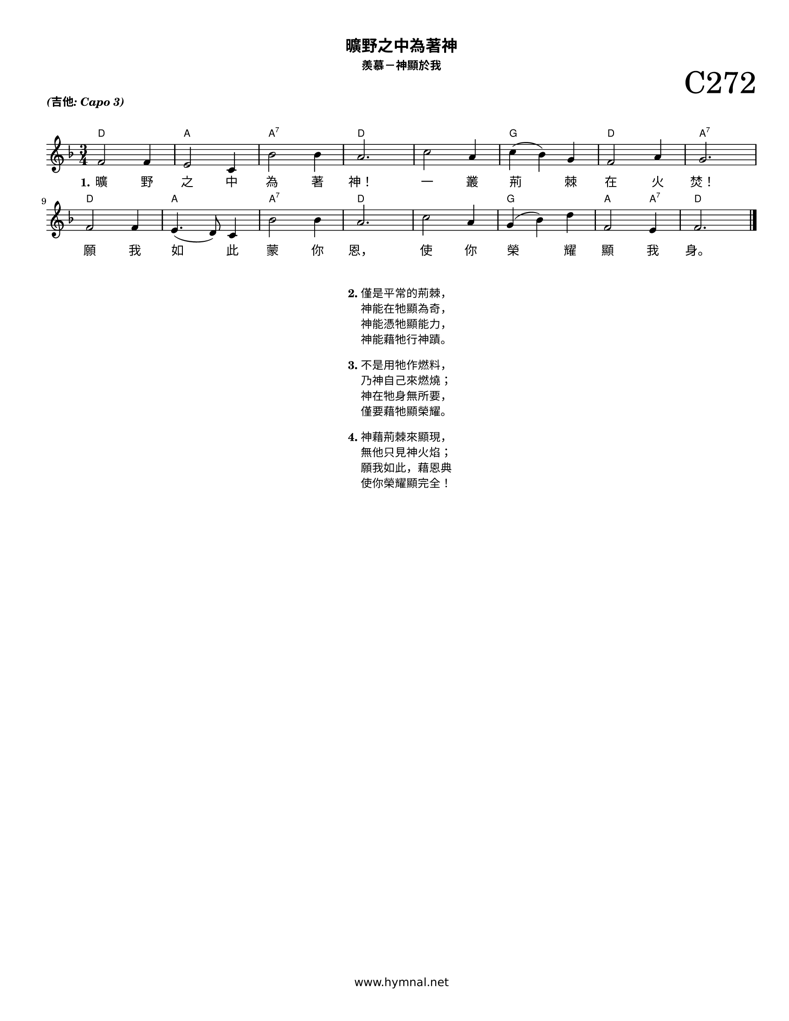 曠野之中為著神
羨慕－神顯於我
C272
(吉他: Capo 3)
D A A7 D G D A7
1. 曠 野 之 中 為 著 神！ 一 叢 荊 棘 在 火 焚！
9 D A A7 D G A A7 D
願 我 如 此 蒙 你 恩， 使 你 榮 耀 顯 我 身。
2. 僅是平常的荊棘，
神能在牠顯為奇，
神能憑牠顯能力，
神能藉牠行神蹟。
3. 不是用牠作燃料，
乃神自己來燃燒；
神在牠身無所要，
僅要藉牠顯榮耀。
4. 神藉荊棘來顯現，
無他只見神火焰；
願我如此，藉恩典
使你榮耀顯完全！
www.hymnal.net